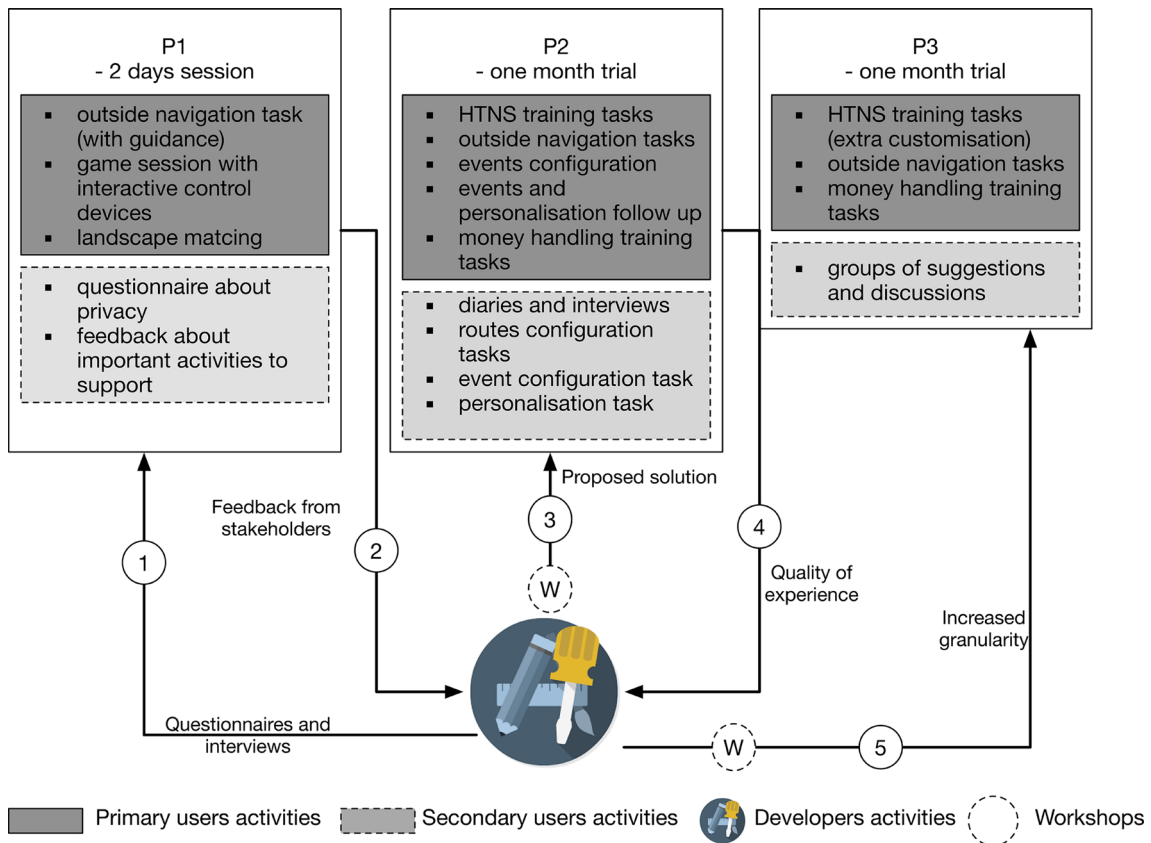 P1
- 2 days session
▪ outside navigation task
(with guidance)
▪ game session with
interactive control
devices
▪ landscape matcing
▪ questionnaire about
privacy
▪ feedback about
important activities to
support
P2
- one month trial
▪ HTNS training tasks
▪ outside navigation tasks
▪ events configuration
▪ events and
personalisation follow up
▪ money handling training
tasks
▪ diaries and interviews
▪ routes configuration
tasks
▪ event configuration task
▪ personalisation task
P3
- one month trial
▪ HTNS training tasks
(extra customisation)
▪ outside navigation tasks
▪ money handling training
tasks
▪ groups of suggestions
and discussions
1
Questionnaires and
interviews
Feedback from
stakeholders
2
Proposed solution
3
W
4
Quality of
experience
Increased
granularity
W
5
Primary users activities
Secondary users activities
Developers activities
Workshops